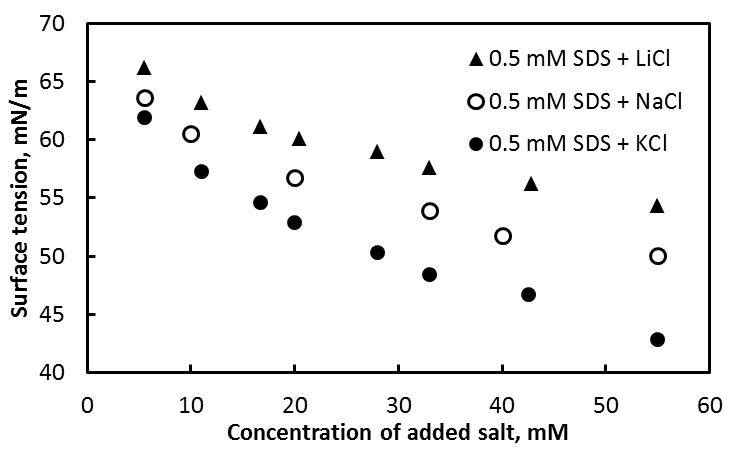 70
65
60
55
50
45
40
Surface tension, mN/m
0.5 mM SDS + LiCl
0.5 mM SDS + NaCl
0.5 mM SDS + KCl
0 10 20 30 40 50 60
Concentration of added salt, mM